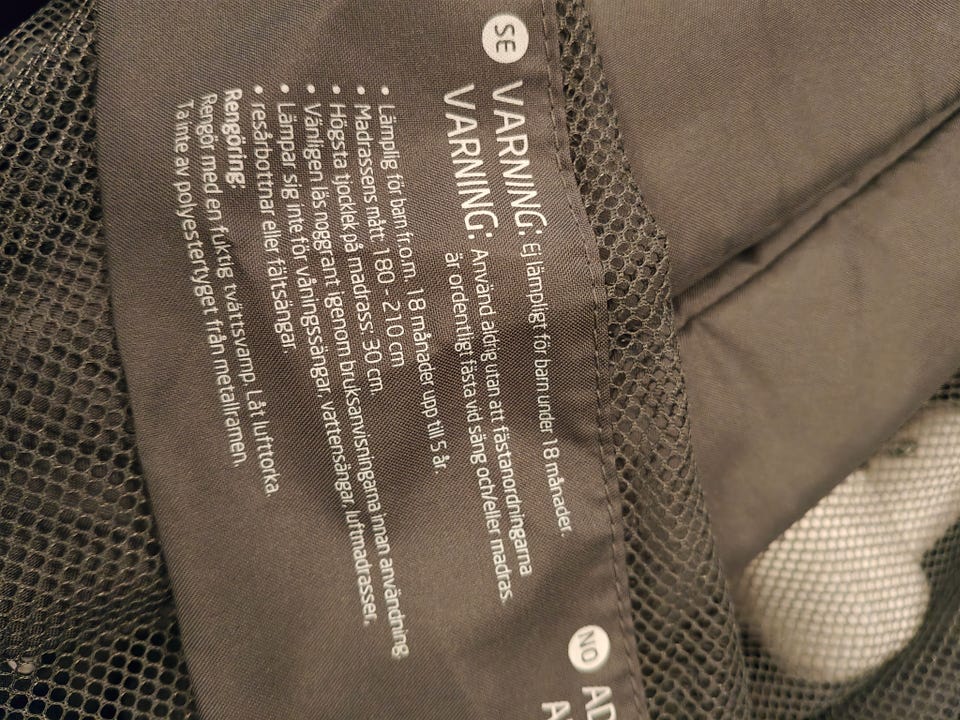 SE
VARNING: Ej lämpligt för barn under 18 månader.
VARNING: Använd aldrig utan att fästanordningarna
är ordentligt fästa vid säng och/eller madras.
• Lämplig för barn fr.o.m. 18 månader upp till 5 år.
• Madrassens mått: 180 - 210 cm
• Högsta tjocklek på madrass: 30 cm.
• Vänligen läs noggrant igenom bruksanvisningarna innan användning.
• Lämpar sig inte för våningssängar, vattensängar, luftmadrasser,
• resårbottnar eller fältsängar.
Rengöring:
Rengör med en fuktig tvättsvamp. Låt lufttorka.
Ta inte av polyestertyget från metallramen.
NO